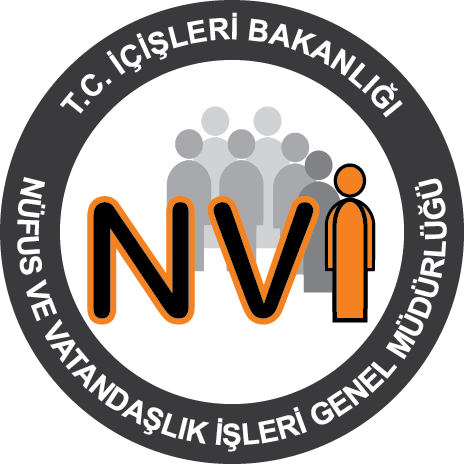 T.C. İÇİŞLERİ BAKANLIĞI
NVi
NÜFUS VE VATANDAŞLIK İŞLERİ GENEL MÜDÜRLÜĞÜ